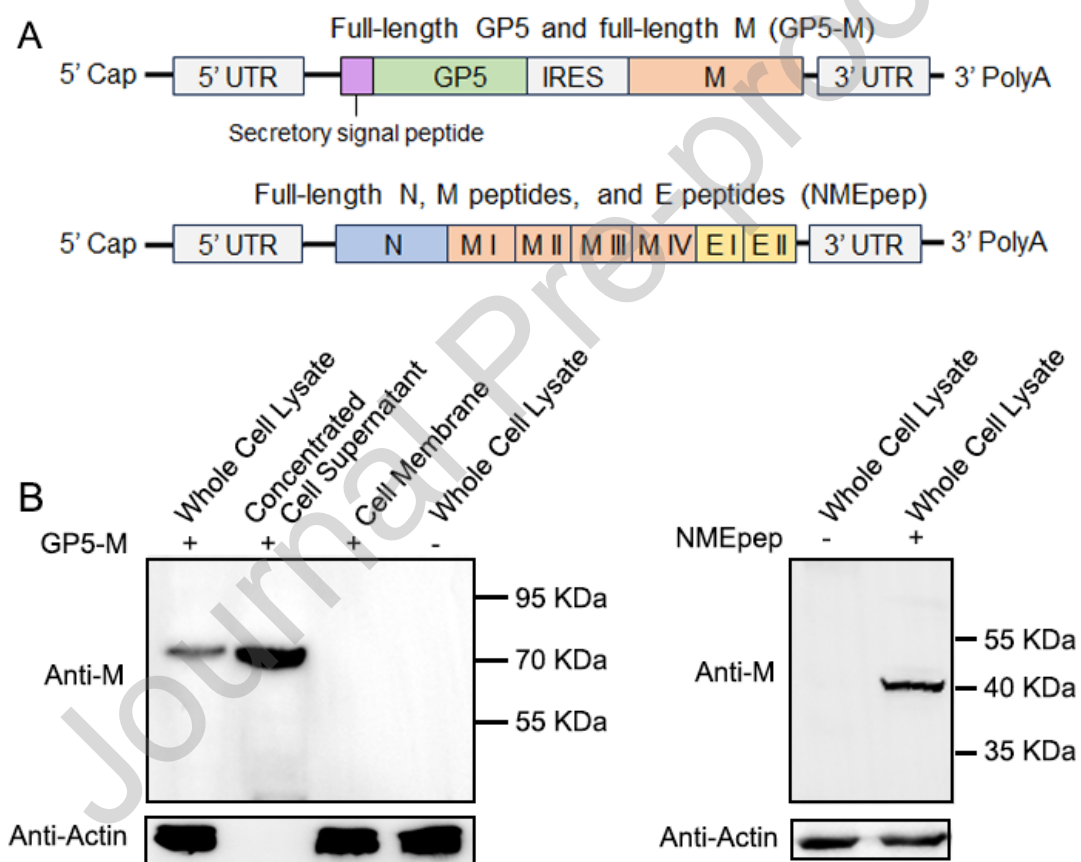 A
Full-length GP5 and full-length M (GP5-M)
5' Cap 5' UTR GP5 IRES M 3' UTR 3' PolyA
Secretory signal peptide
Full-length N, M peptides, and E peptides (NMEpep)
5' Cap 5' UTR N M I M II M III M IV E I E II 3' UTR 3' PolyA
B
Whole Cell Lysate
Concentrated
Cell Supernatant
Cell Membrane
Whole Cell Lysate
GP5-M + + + -
95 KDa
Anti-M
70 KDa
55 KDa
Anti-Actin
Whole Cell Lysate
Whole Cell Lysate
NMEpep - +
55 KDa
Anti-M
40 KDa
35 KDa
Anti-Actin
Journal Pre-proo